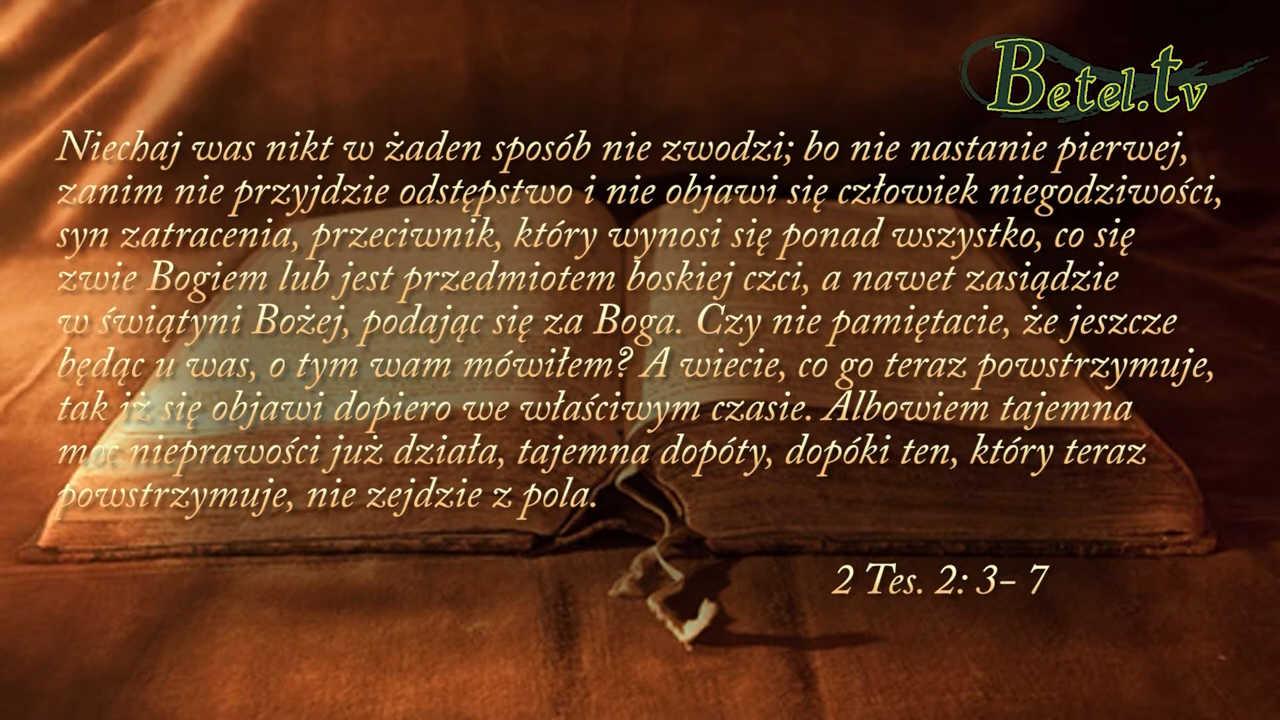 Betel.tv
Niechaj was nikt w żaden sposób nie zwodzi; bo nie nastanie pierwej,
zanim nie przyjdzie odstępstwo i nie objawi się człowiek niegodziwości,
syn zatracenia, przeciwnik, który wynosi się ponad wszystko, co się
zwie Bogiem lub jest przedmiotem boskiej czci, a nawet zasiądzie
w świątyni Bożej, podając się za Boga. Czy nie pamiętacie, że jeszcze
będąc u was, o tym wam mówiłem? A wiecie, co go teraz powstrzymuje,
tak iż się objawi dopiero we właściwym czasie. Albowiem tajemna
moc nieprawości już działa, tajemna dopóty, dopóki ten, który teraz
powstrzymuje, nie zejdzie z pola.
2 Tes. 2: 3- 7